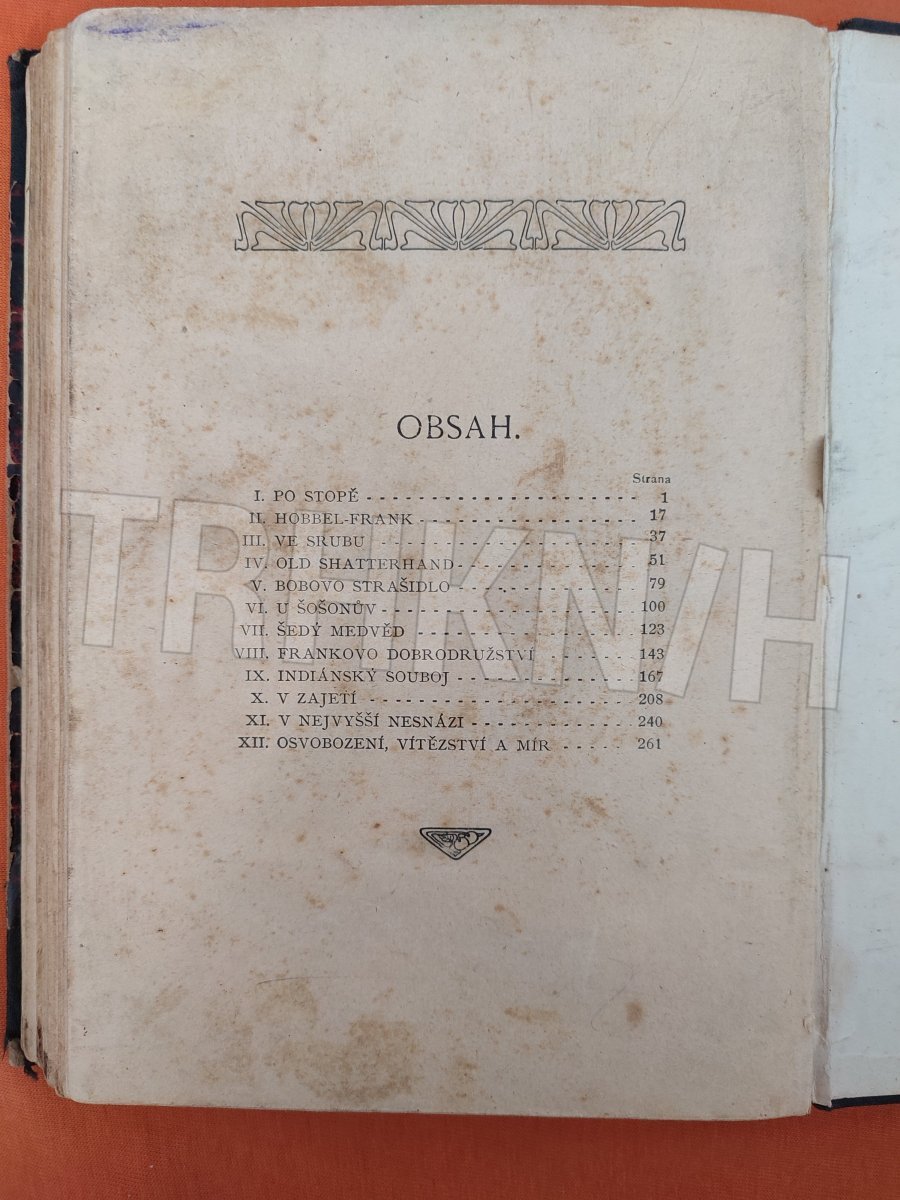 OBSAH.
Strana
I. PO STOPĚ - - - - - - - - - - - - - - - - - - - - - - - - 1
II. HOBBEL-FRANK - - - - - - - - - - - - - - - - - - - 17
III. VE SRUBU - - - - - - - - - - - - - - - - - - - - - - - 37
IV. OLD SHATTERHAND - - - - - - - - - - - - - - - - 51
V. BOBOVO STRAŠIDLO - - - - - - - - - - - - - - - - 79
VI. U ŠOŠONŮV - - - - - - - - - - - - - - - - - - - - - - 100
VII. ŠEDÝ MEDVĚD - - - - - - - - - - - - - - - - - - - 123
VIII. FRANKOVO DOBRODRUŽSTVÍ - - - - - - - 143
IX. INDIÁNSKÝ SOUBOJ - - - - - - - - - - - - - - - 167
X. V ZAJETÍ - - - - - - - - - - - - - - - - - - - - - - - 208
XI. V NEJVYŠŠÍ NESNÁZI - - - - - - - - - - - - - - 240
XII. OSVOBOZENÍ, VÍTĚZSTVÍ A MÍR - - - - - 261
TRHKNIH